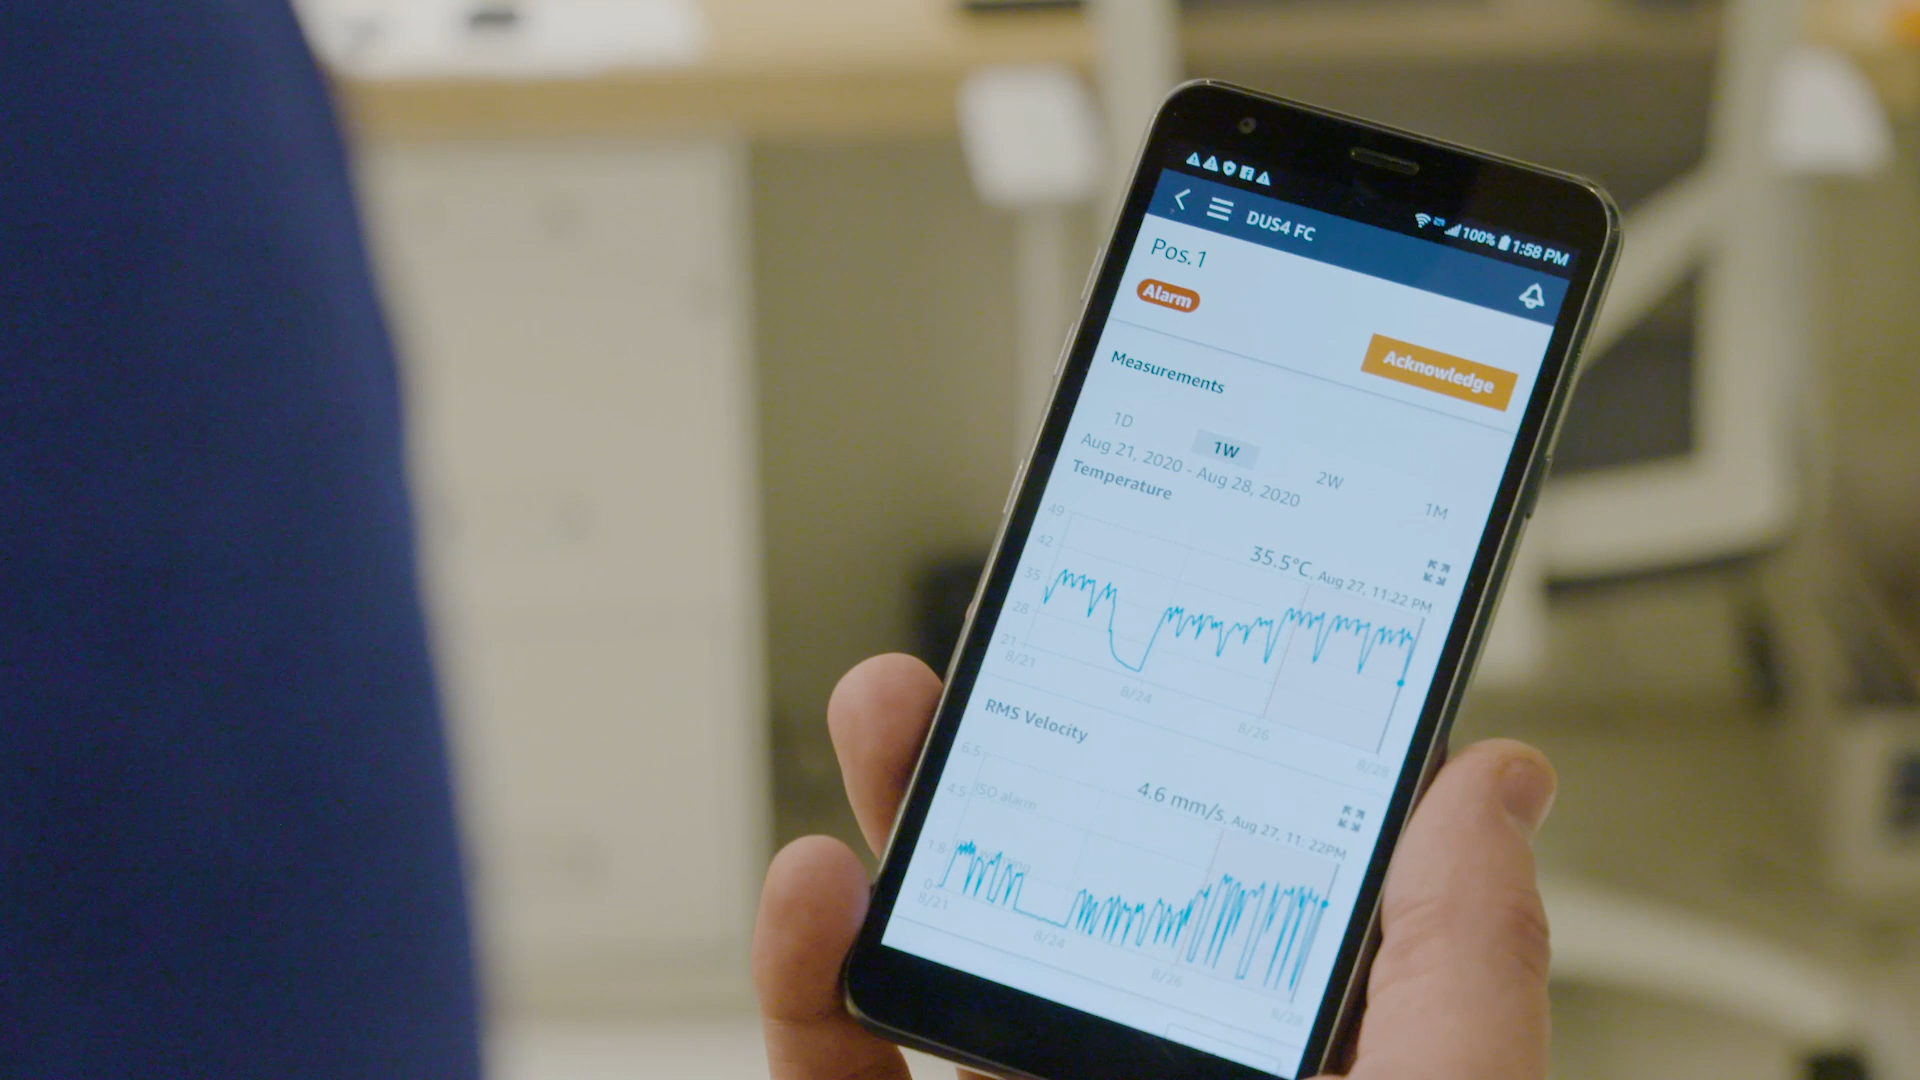 100% 1:58 PM
DUS4 FC
Pos. 1
Alarm
Acknowledge
Measurements
1D 1W 2W 1M
Aug 21, 2020 - Aug 28, 2020
Temperature
35.5°C, Aug 27, 11:22 PM
49
42
35
28
21
8/21 8/24 8/26 8/28
RMS Velocity
4.6 mm/s, Aug 27, 11:22PM
6.5
4.5 ISO alarm
1.8
0
8/21 8/24 8/26 8/28